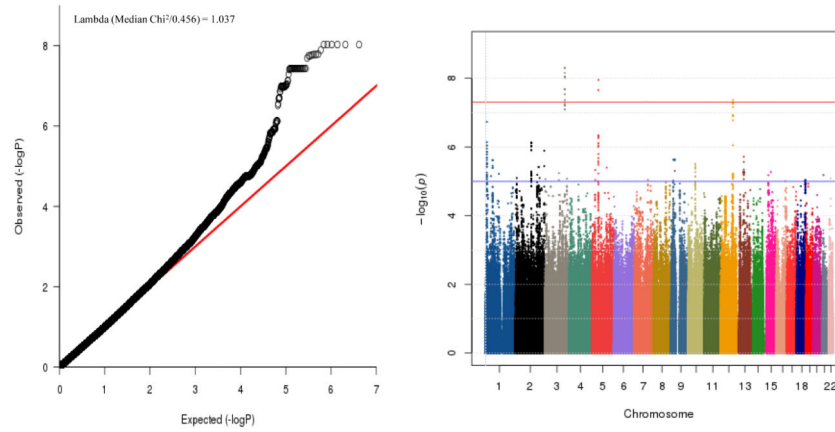 Lambda (Median Chi²/0.456) = 1.037
8
6
4
2
0
Observed (-logP)
0 1 2 3 4 5 6 7
Expected (-logP)
8
6
4
2
0
−log₁₀(p)
1 2 3 4 5 6 7 8 9 11 13 15 18 22
Chromosome